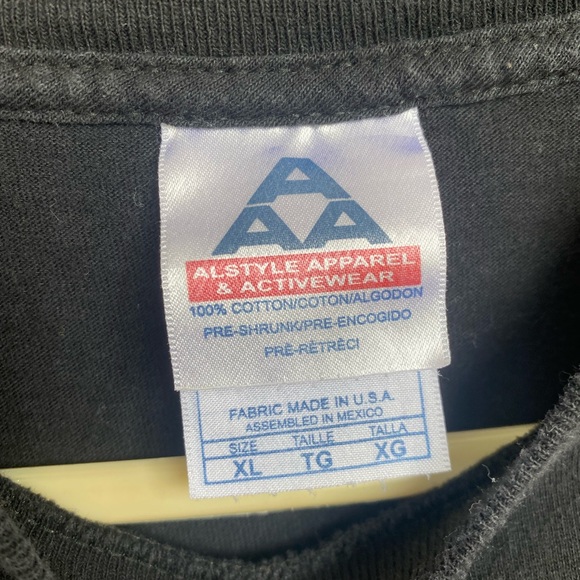 A
A A
ALSTYLE APPAREL
& ACTIVEWEAR
100% COTTON/COTON/ALGODON
PRE-SHRUNK/PRE-ENCOGIDO
PRÉ-RÉTRÉCI
FABRIC MADE IN U.S.A.
ASSEMBLED IN MEXICO
SIZE TAILLE TALLA
XL TG XG